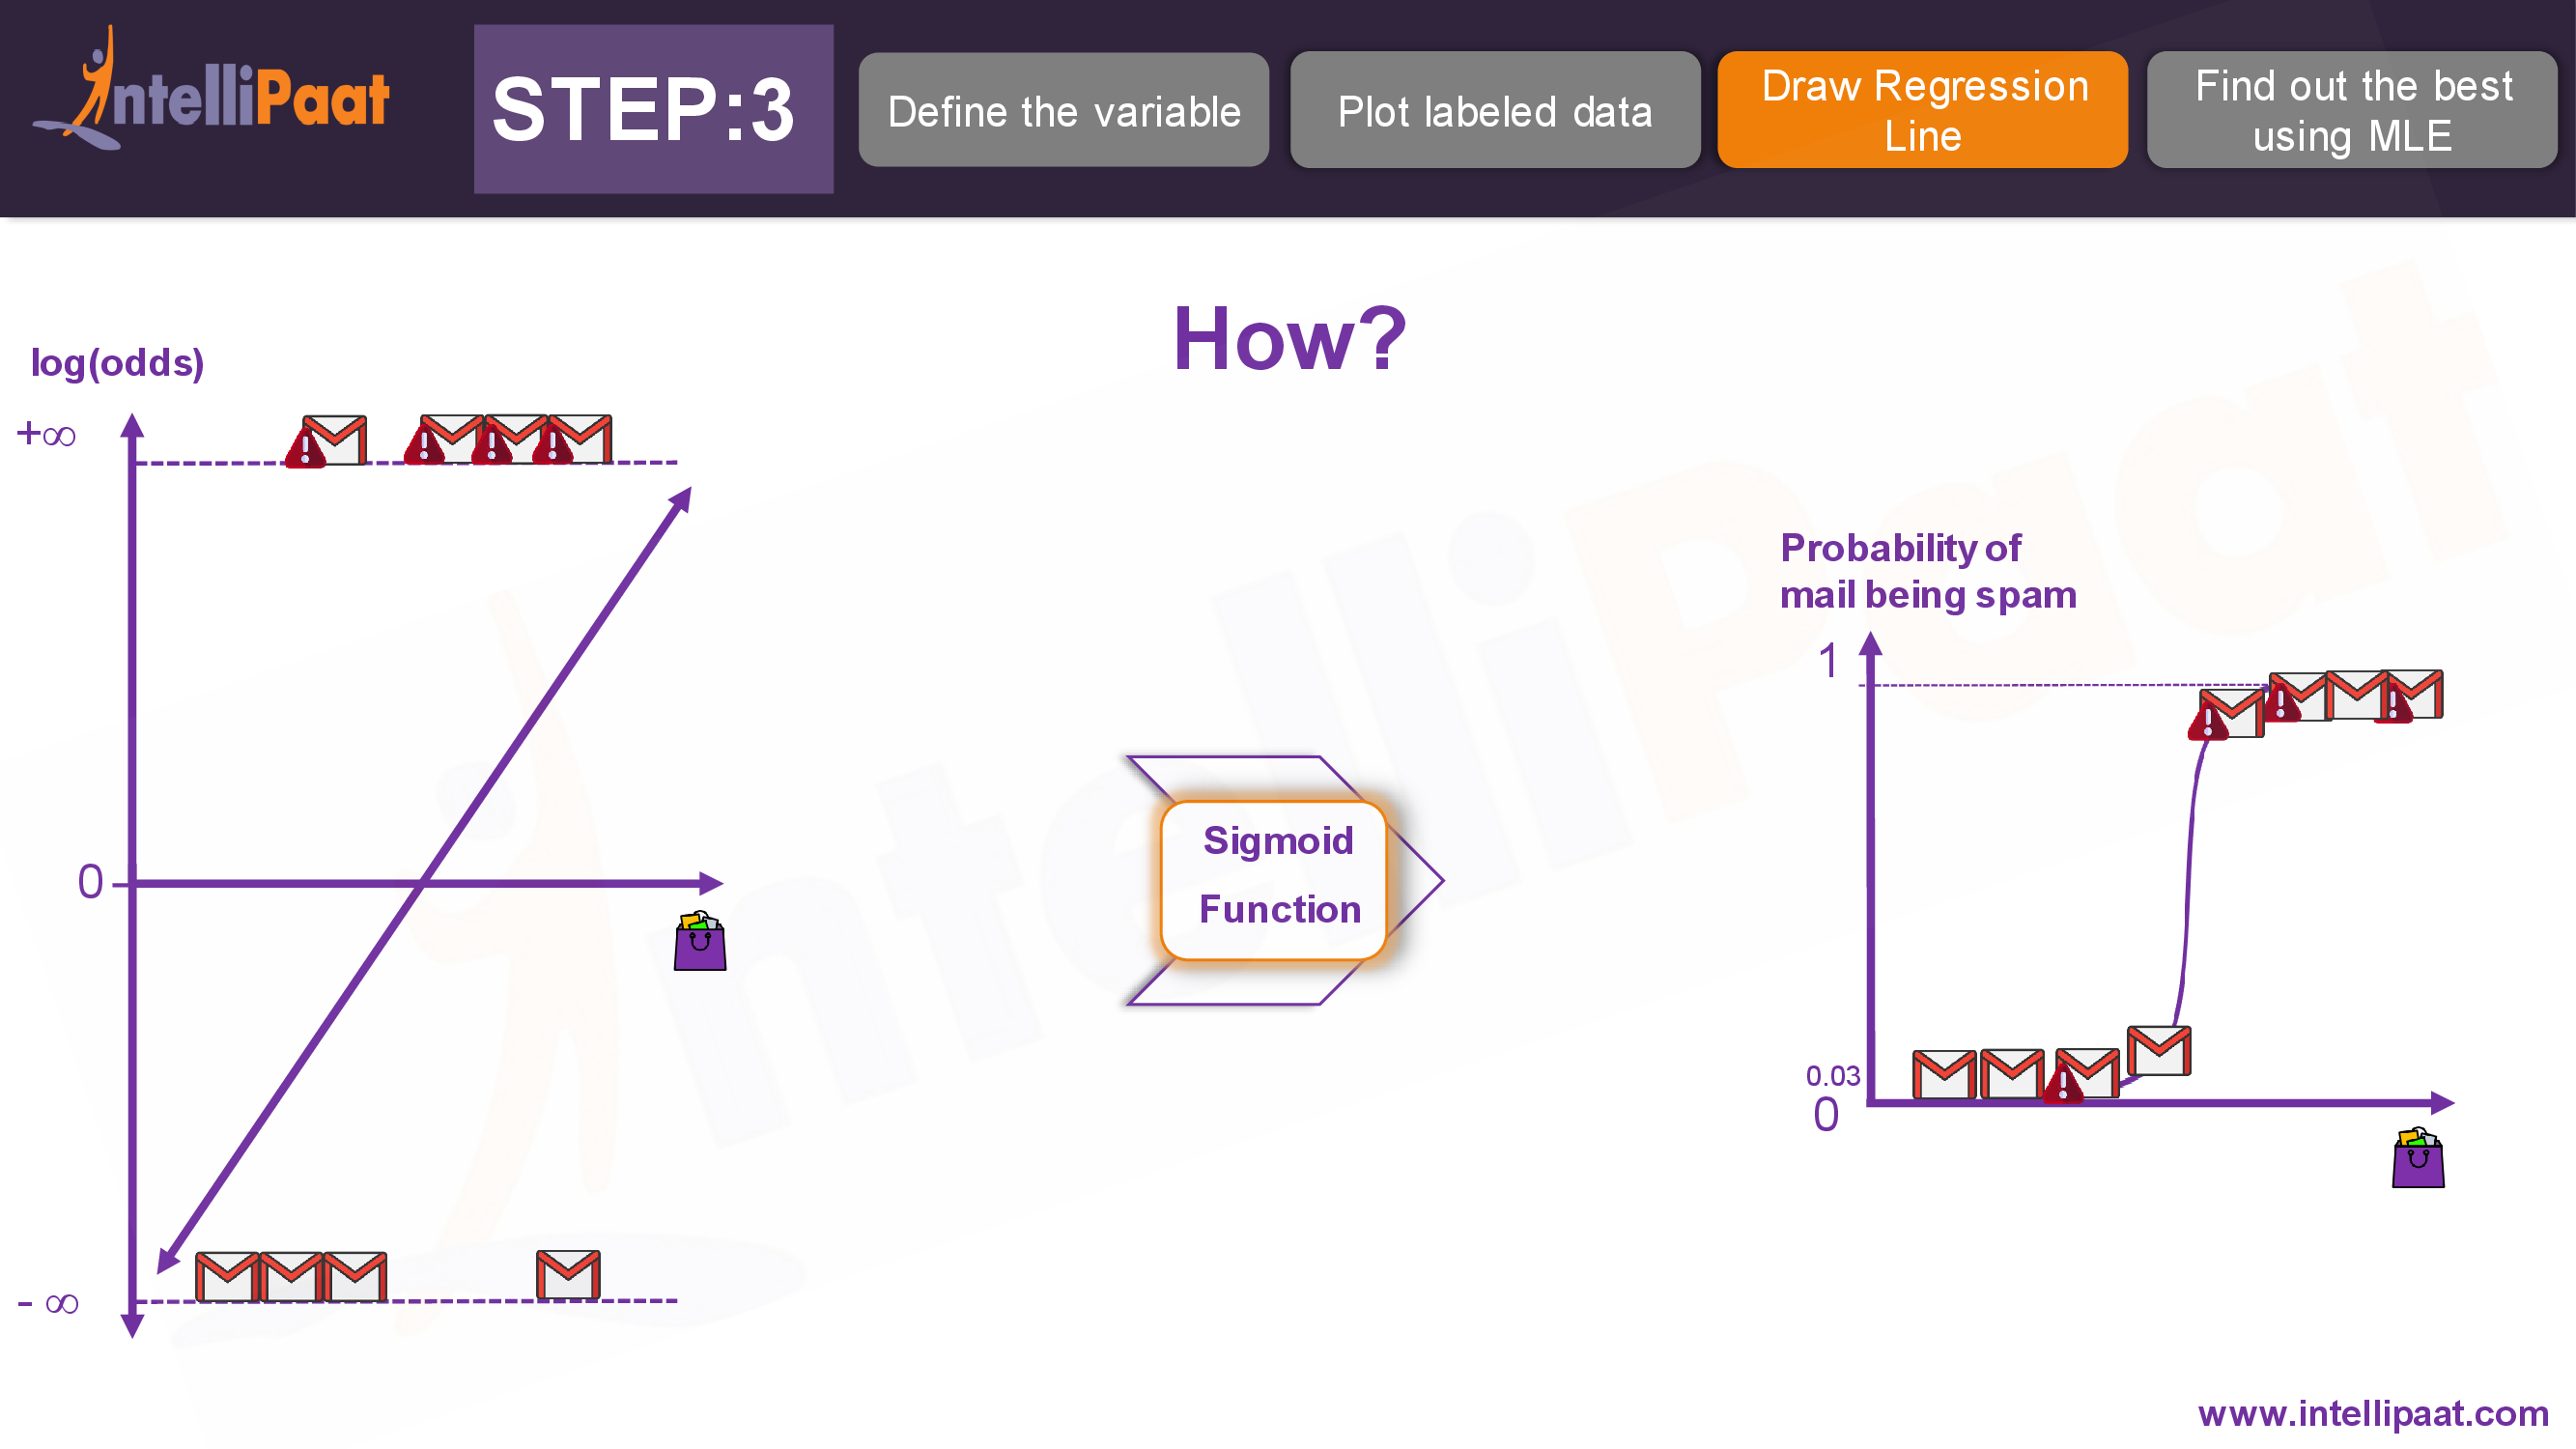 IntelliPaat
STEP:3
Define the variable
Plot labeled data
Draw Regression
Line
Find out the best
using MLE
How?
log(odds)
+∞
0
- ∞
Sigmoid
Function
Probability of
mail being spam
1
0.03
0
www.intellipaat.com